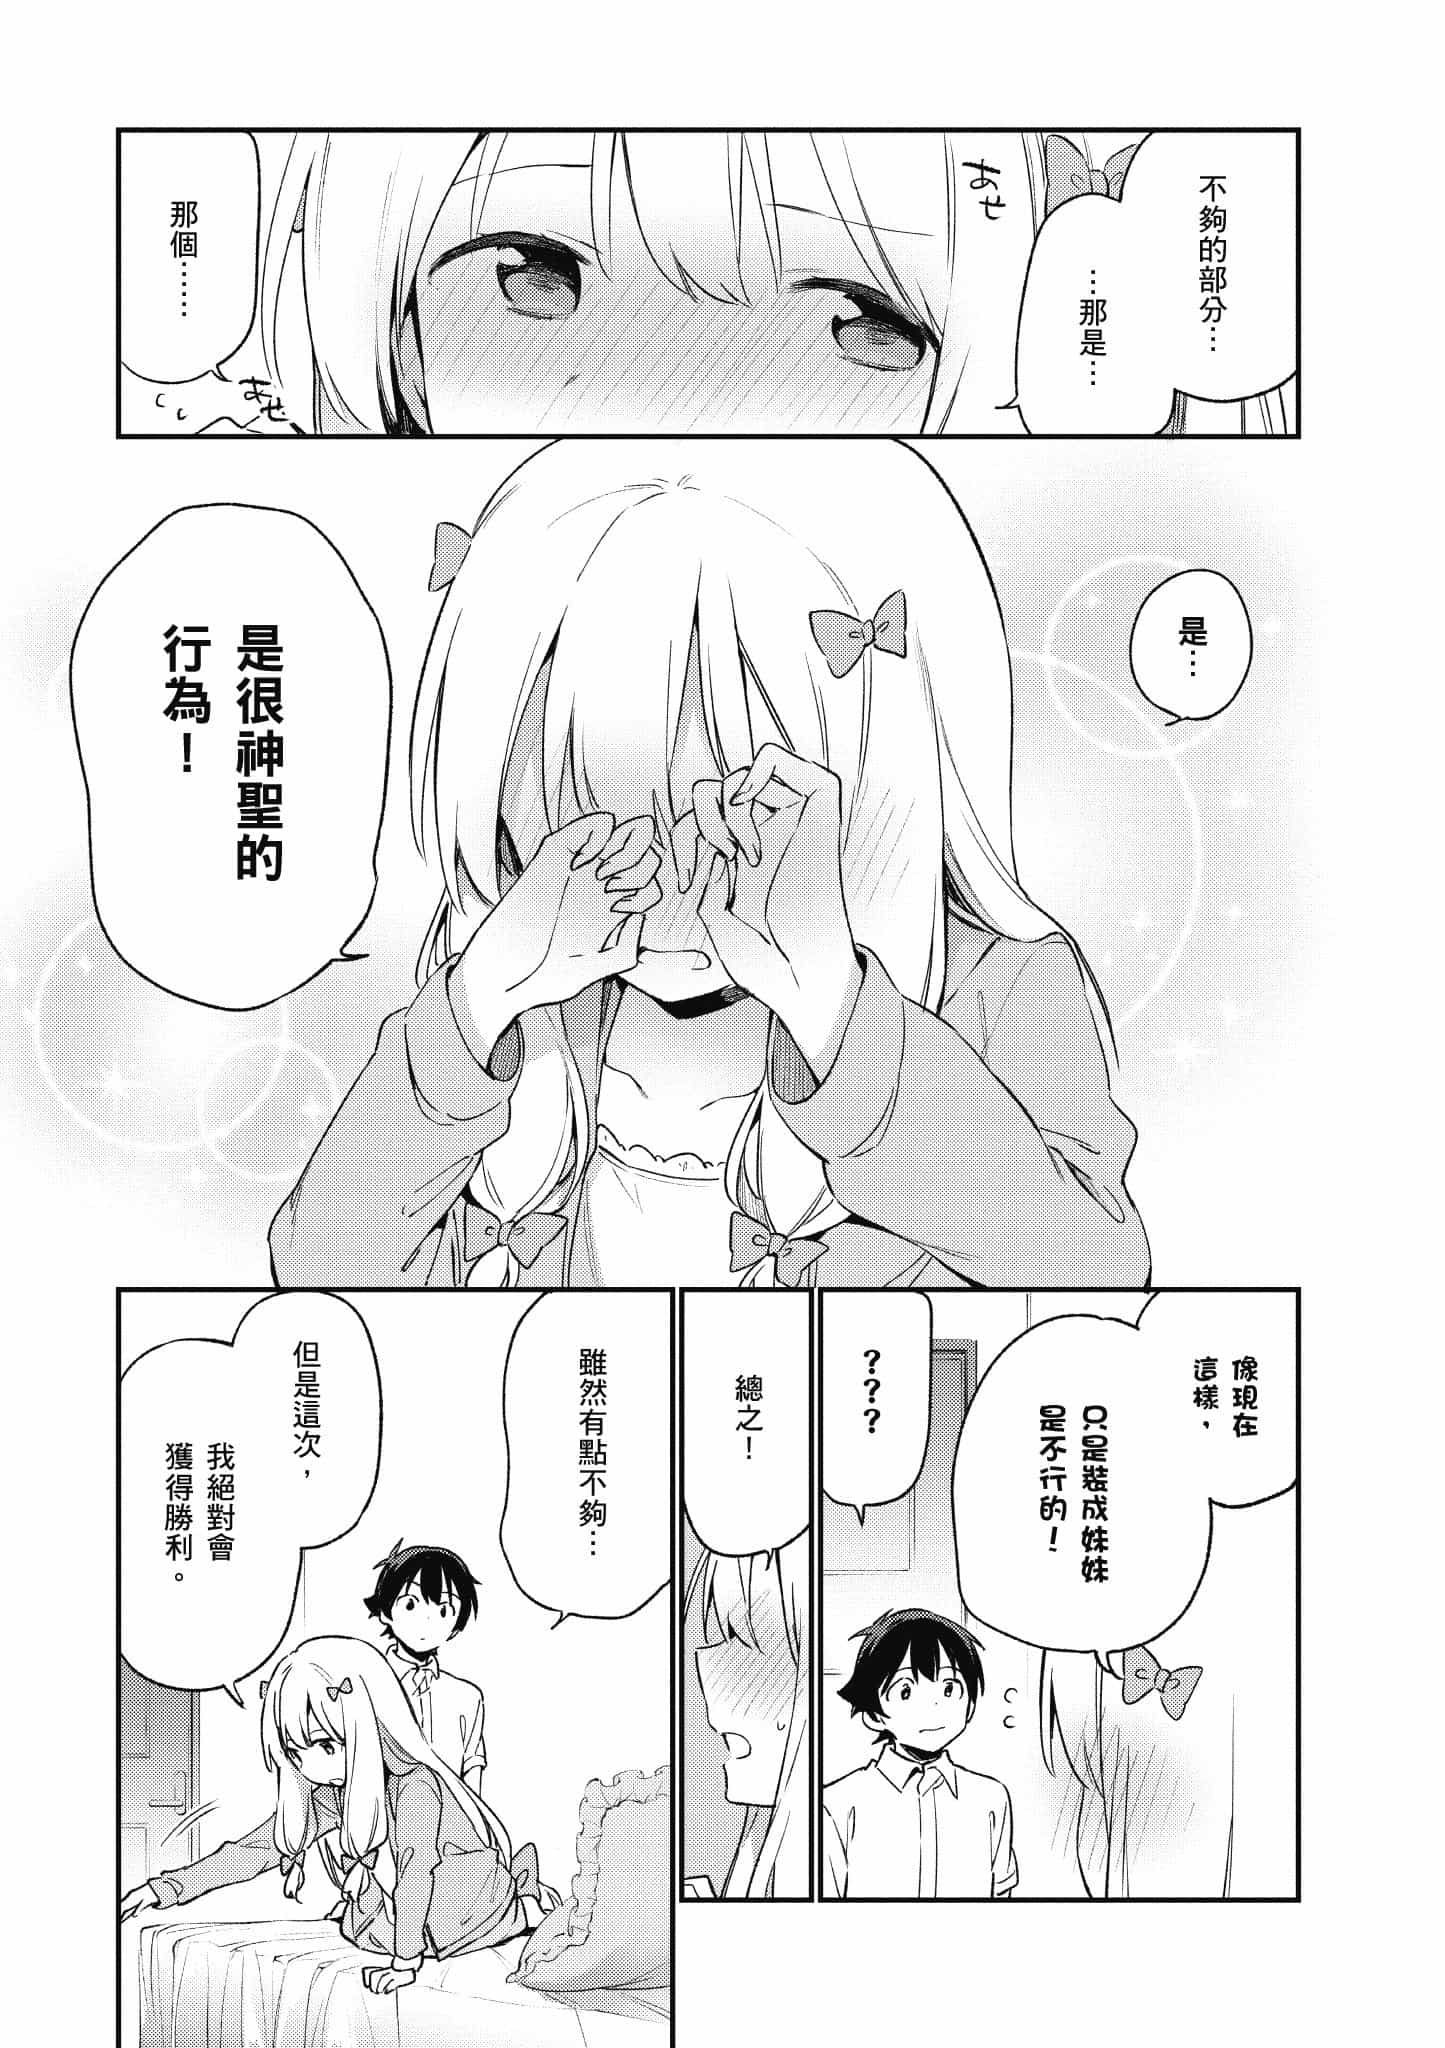 不夠的部分…
…那是…
あせ
那個……
あせ
是…
是很神聖的
行為！
像現在
這樣，
只是裝成妹妹
是不行的！
？？？
總之！
雖然有點不夠…
但是這次，
我絕對會
獲得勝利。